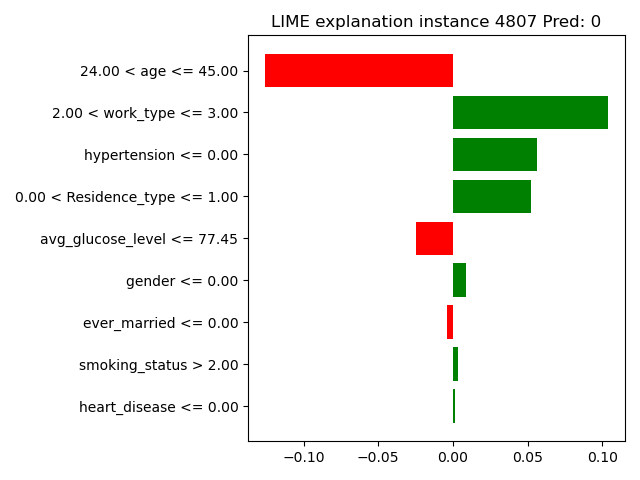 LIME explanation instance 4807 Pred: 0
24.00 < age <= 45.00
2.00 < work_type <= 3.00
hypertension <= 0.00
0.00 < Residence_type <= 1.00
avg_glucose_level <= 77.45
gender <= 0.00
ever_married <= 0.00
smoking_status > 2.00
heart_disease <= 0.00
−0.10 −0.05 0.00 0.05 0.10